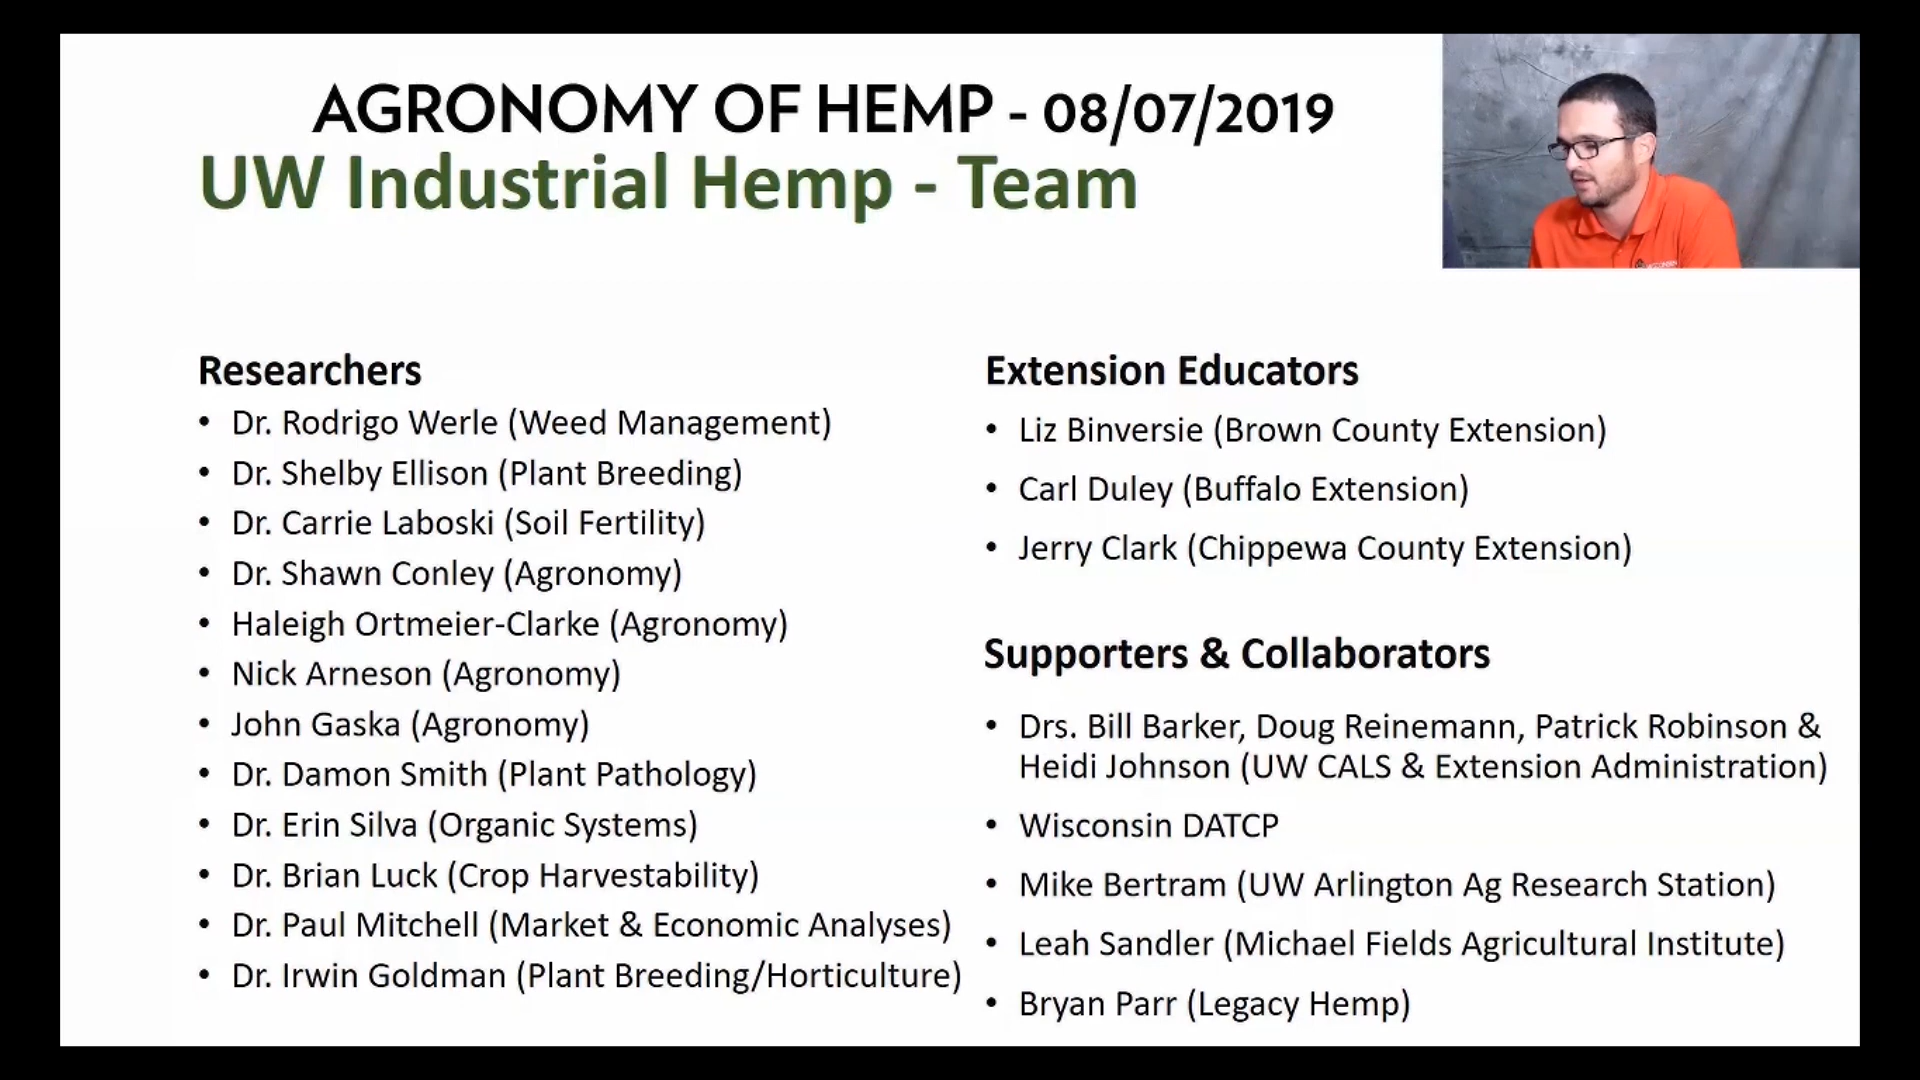 AGRONOMY OF HEMP - 08/07/2019
UW Industrial Hemp - Team
Researchers
• Dr. Rodrigo Werle (Weed Management)
• Dr. Shelby Ellison (Plant Breeding)
• Dr. Carrie Laboski (Soil Fertility)
• Dr. Shawn Conley (Agronomy)
• Haleigh Ortmeier-Clarke (Agronomy)
• Nick Arneson (Agronomy)
• John Gaska (Agronomy)
• Dr. Damon Smith (Plant Pathology)
• Dr. Erin Silva (Organic Systems)
• Dr. Brian Luck (Crop Harvestability)
• Dr. Paul Mitchell (Market & Economic Analyses)
• Dr. Irwin Goldman (Plant Breeding/Horticulture)
Extension Educators
• Liz Binversie (Brown County Extension)
• Carl Duley (Buffalo Extension)
• Jerry Clark (Chippewa County Extension)
Supporters & Collaborators
• Drs. Bill Barker, Doug Reinemann, Patrick Robinson &
Heidi Johnson (UW CALS & Extension Administration)
• Wisconsin DATCP
• Mike Bertram (UW Arlington Ag Research Station)
• Leah Sandler (Michael Fields Agricultural Institute)
• Bryan Parr (Legacy Hemp)